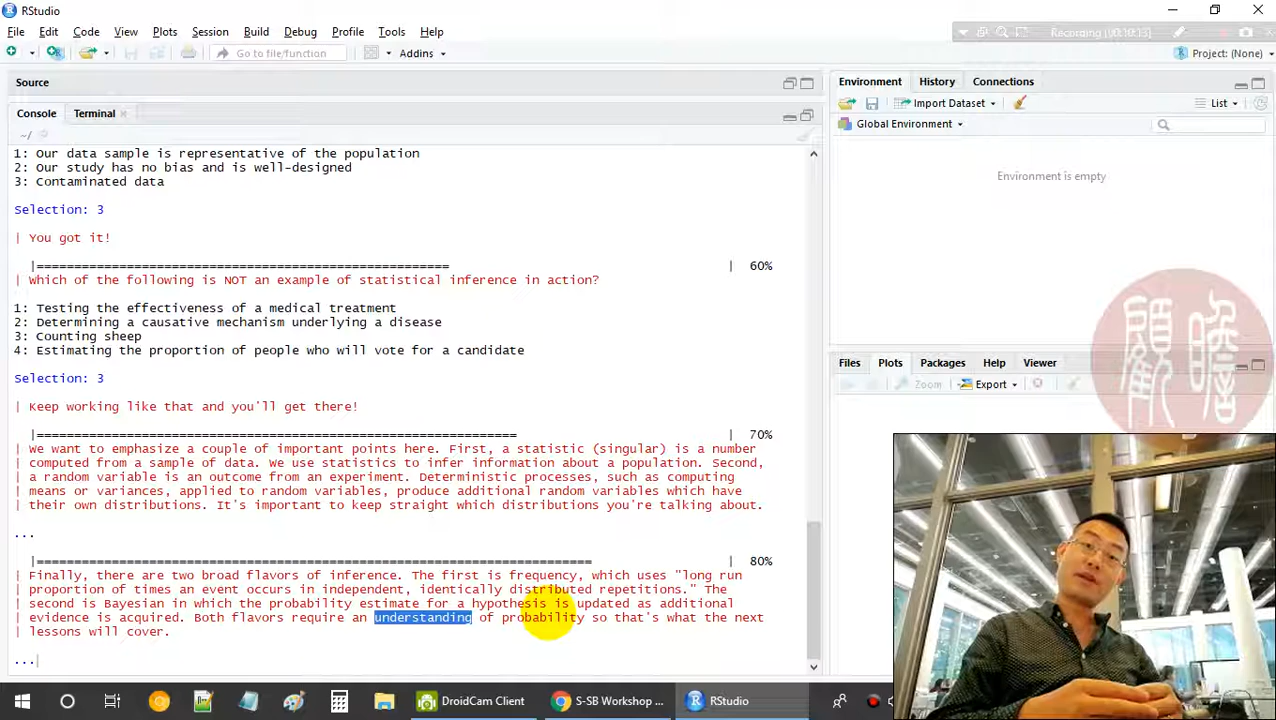 RStudio
File Edit Code View Plots Session Build Debug Profile Tools Help
Recording (00:10:13)
Go to file/function
Addins
Project: (None)
Source
Environment History Connections
Import Dataset
List
Console Terminal
Global Environment
~/
1: Our data sample is representative of the population
2: Our study has no bias and is well-designed
3: Contaminated data
Environment is empty
Selection: 3
| You got it!
|======================================================= | 60%
| Which of the following is NOT an example of statistical inference in action?
1: Testing the effectiveness of a medical treatment
2: Determining a causative mechanism underlying a disease
3: Counting sheep
4: Estimating the proportion of people who will vote for a candidate
Files Plots Packages Help Viewer
Selection: 3
Zoom Export
| Keep working like that and you'll get there!
|================================================================ | 70%
| We want to emphasize a couple of important points here. First, a statistic (singular) is a number
| computed from a sample of data. We use statistics to infer information about a population. Second,
| a random variable is an outcome from an experiment. Deterministic processes, such as computing
| means or variances, applied to random variables, produce additional random variables which have
| their own distributions. It's important to keep straight which distributions you're talking about.
...
|========================================================================== | 80%
| Finally, there are two broad flavors of inference. The first is frequency, which uses "long run
| proportion of times an event occurs in independent, identically distributed repetitions." The
| second is Bayesian in which the probability estimate for a hypothesis is updated as additional
| evidence is acquired. Both flavors require an understanding of probability so that's what the next
| lessons will cover.
...
DroidCam Client
S-SB Workshop ...
RStudio